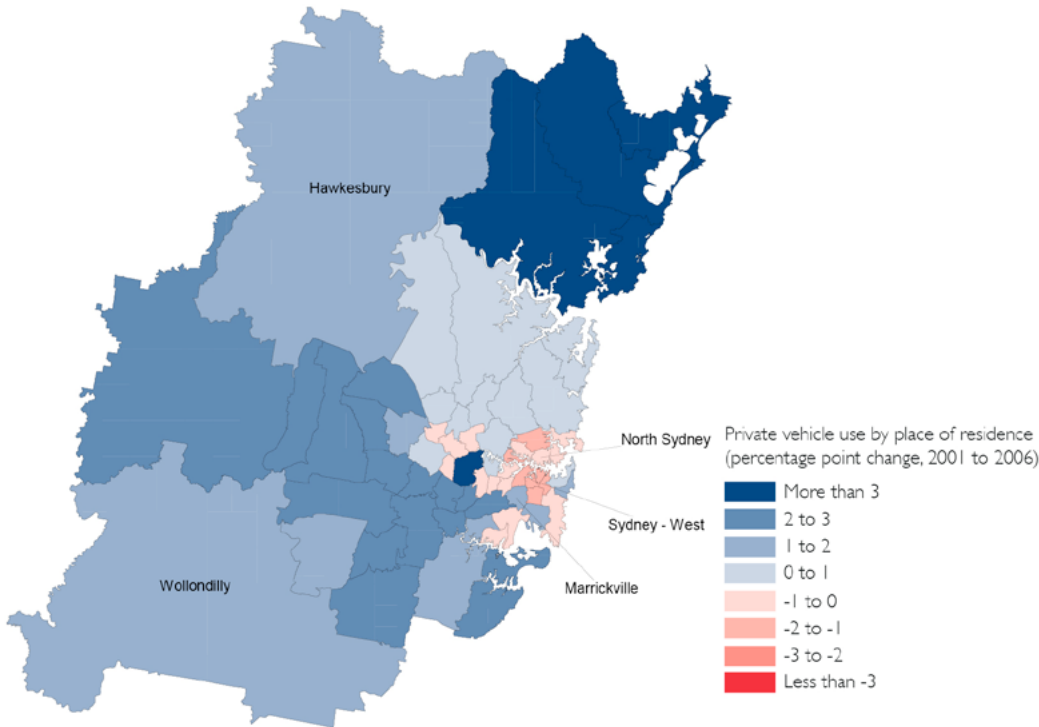 Hawkesbury
North Sydney
Private vehicle use by place of residence
(percentage point change, 2001 to 2006)
More than 3
2 to 3
1 to 2
0 to 1
-1 to 0
-2 to -1
-3 to -2
Less than -3
Sydney - West
Marrickville
Wollondilly